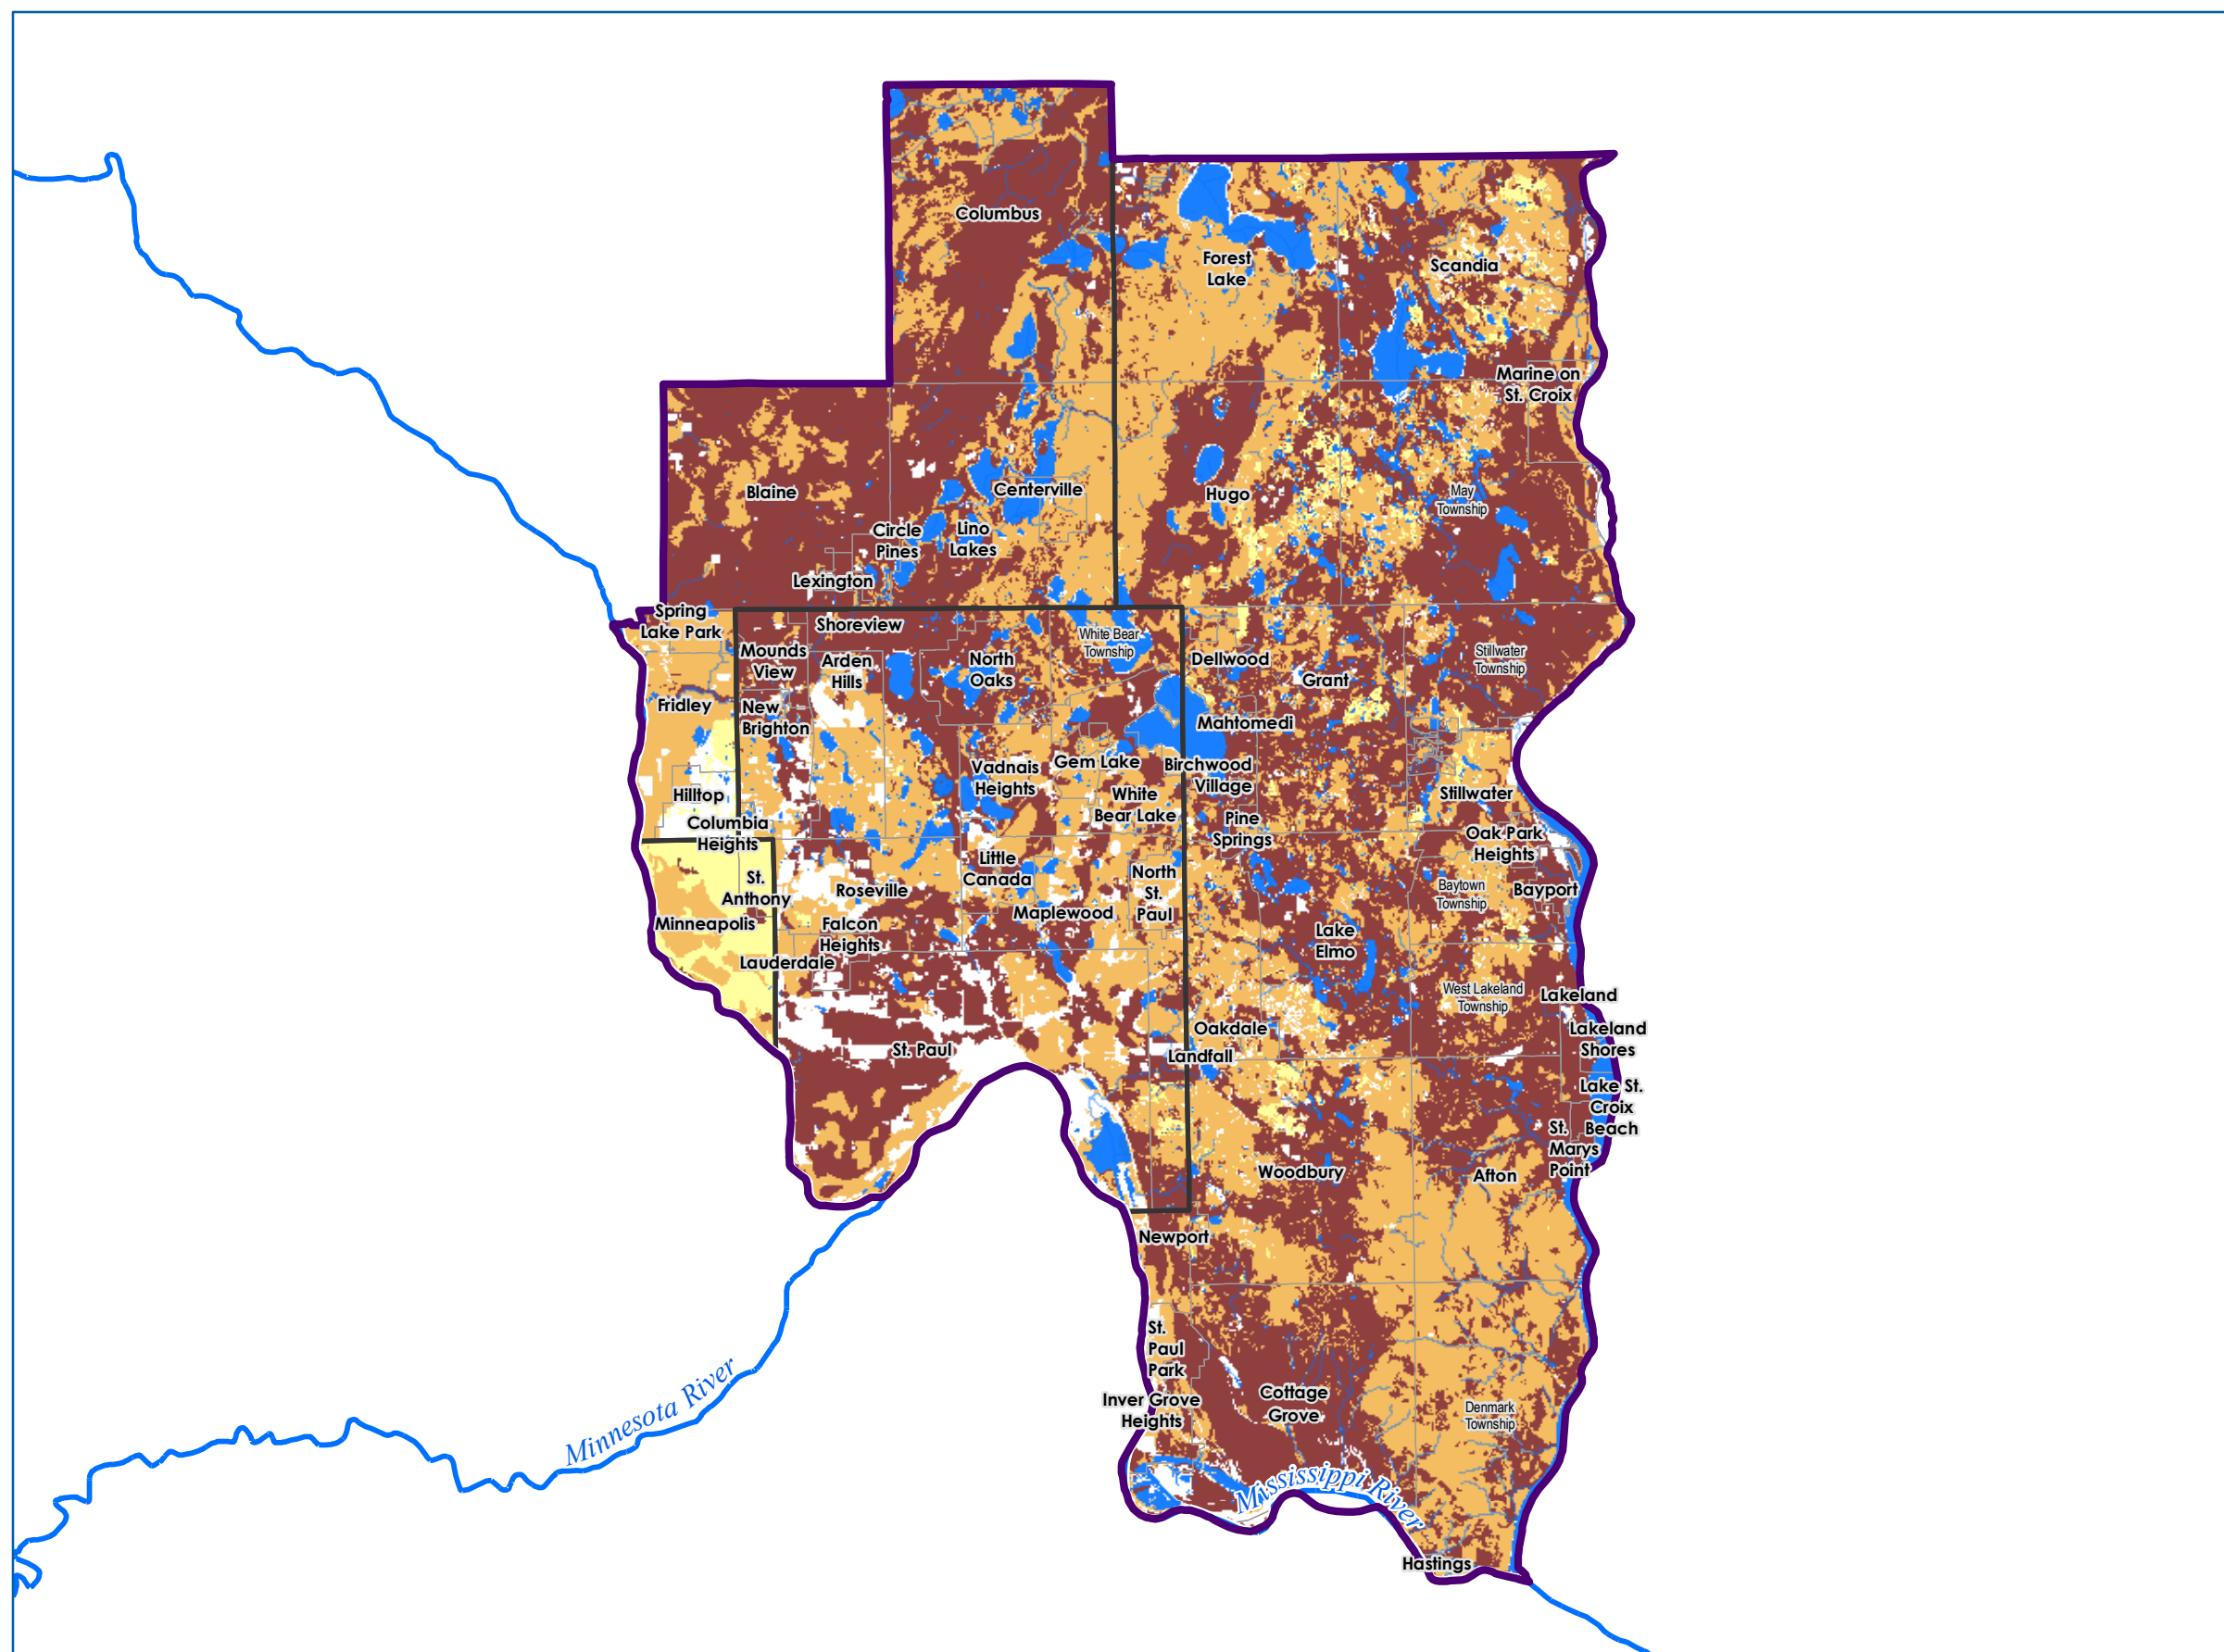 Columbus
Forest
Lake
Scandia
Marine on
St. Croix
Blaine
Centerville
Hugo
May
Township
Circle
Pines
Lino
Lakes
Lexington
Spring
Lake Park
Shoreview
White Bear
Township
Mounds
View
Arden
Hills
North
Oaks
Dellwood
Stillwater
Township
Grant
Fridley
New
Brighton
Mahtomedi
Vadnais
Heights
Gem Lake
Birchwood
Village
Hilltop
White
Bear Lake
Stillwater
Columbia
Heights
Pine
Springs
Oak Park
Heights
St.
Anthony
Roseville
Little
Canada
North
St.
Paul
Baytown
Township
Bayport
Minneapolis
Falcon
Heights
Maplewood
Lake
Elmo
Lauderdale
West Lakeland
Township
Lakeland
Oakdale
Lakeland
Shores
St. Paul
Landfall
Lake St.
Croix
Beach
St.
Marys
Point
Woodbury
Afton
Newport
St.
Paul
Park
Minnesota River
Inver Grove
Heights
Cottage
Grove
Denmark
Township
Mississippi River
Hastings